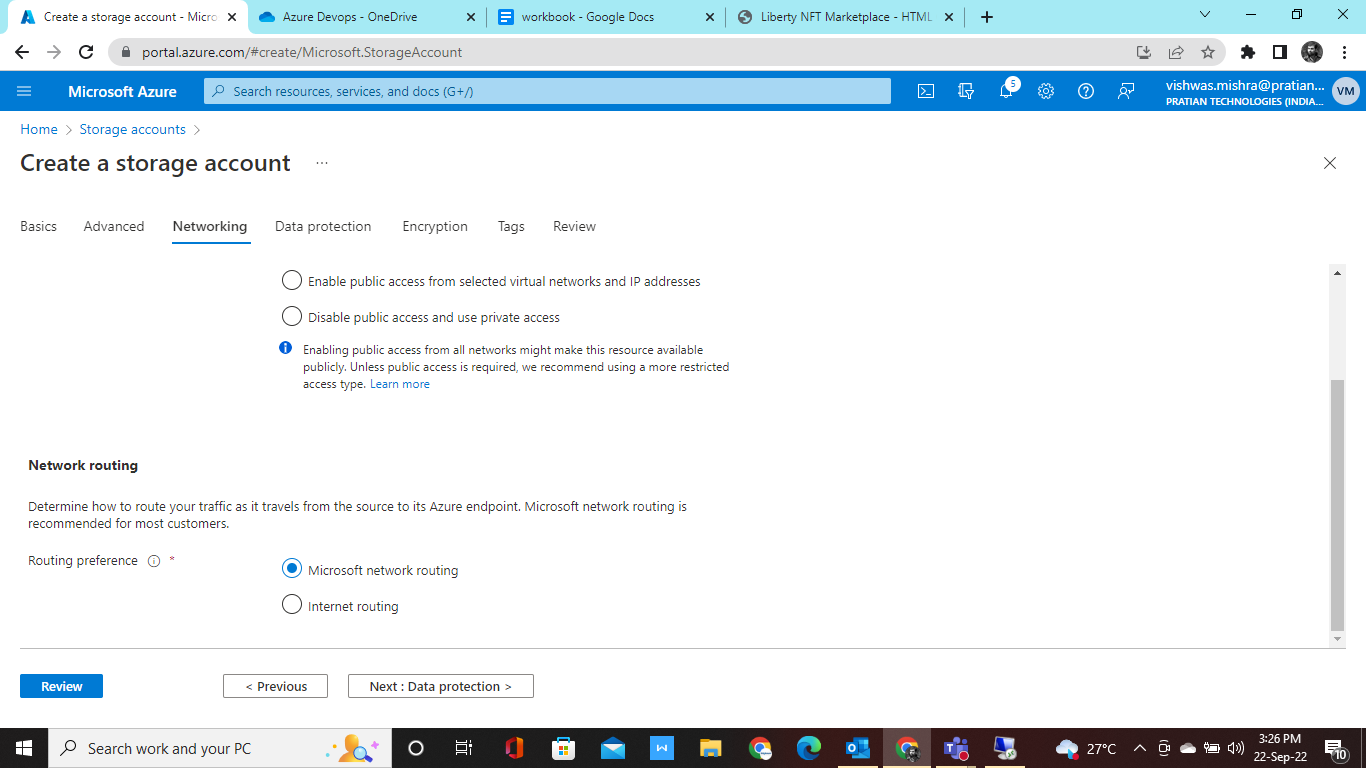 Create a storage account - Micro
Azure Devops - OneDrive
workbook - Google Docs
Liberty NFT Marketplace - HTML
portal.azure.com/#create/Microsoft.StorageAccount
Microsoft Azure
Search resources, services, and docs (G+/)
5
vishwas.mishra@pratian...
PRATIAN TECHNOLOGIES (INDIA...
VM
Home > Storage accounts >
Create a storage account ...
Basics
Advanced
Networking
Data protection
Encryption
Tags
Review
Enable public access from selected virtual networks and IP addresses
Disable public access and use private access
Enabling public access from all networks might make this resource available
publicly. Unless public access is required, we recommend using a more restricted
access type. Learn more
Network routing
Determine how to route your traffic as it travels from the source to its Azure endpoint. Microsoft network routing is
recommended for most customers.
Routing preference *
Microsoft network routing
Internet routing
Review
< Previous
Next : Data protection >
Search work and your PC
27°C
3:26 PM
22-Sep-22
10